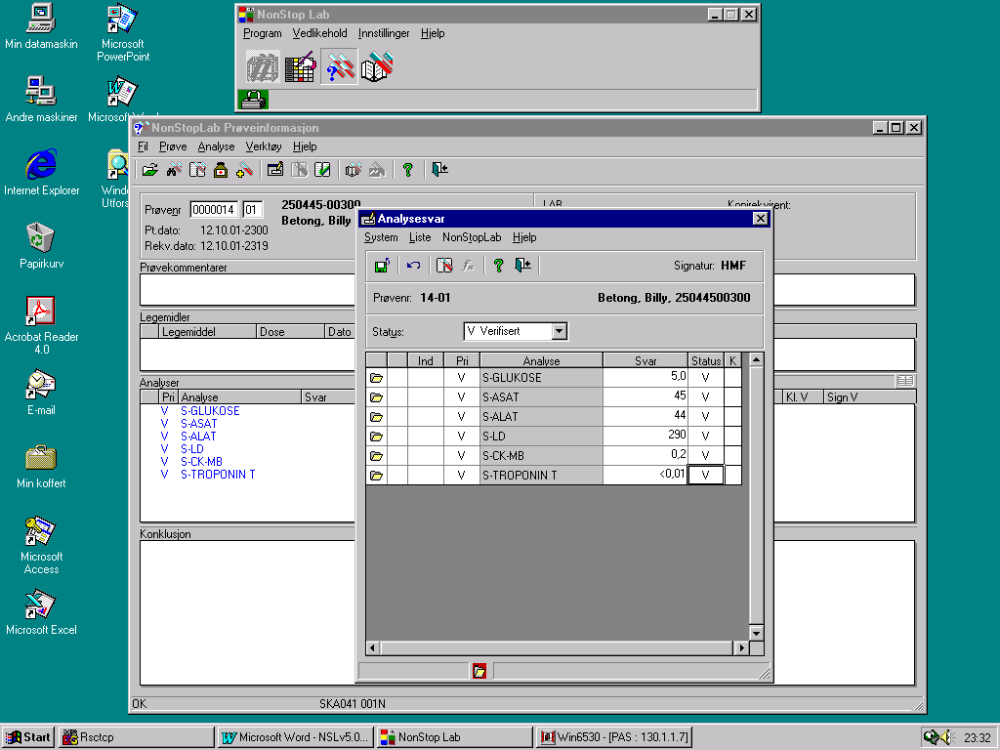 Min datamaskin
Microsoft PowerPoint
Andre maskiner
Microsoft Word
Internet Explorer
Papirkurv
Acrobat Reader 4.0
E-mail
Min koffert
Microsoft Access
Microsoft Excel
NonStop Lab
Program Vedlikehold Innstillinger Hjelp
NonStopLab Prøveinformasjon
Fil Prøve Analyse Verktøy Hjelp
Prøvenr 0000014 01 250445-00300
Betong, Billy
LAB
Kopirekvirent:
Pt.dato: 12.10.01-2300
Rekv.dato: 12.10.01-2319
Prøvekommentarer
Legemidler
Legemiddel Dose Dato
Analyser
Pri Analyse Svar Kl. V Sign V
V S-GLUKOSE
V S-ASAT
V S-ALAT
V S-LD
V S-CK-MB
V S-TROPONIN T
Konklusjon
OK SKA041 001N
Analysesvar
System Liste NonStopLab Hjelp
Signatur: HMF
Prøvenr: 14-01 Betong, Billy, 25044500300
Status: V Verifisert
Ind Pri Analyse Svar Status K
V S-GLUKOSE 5,0 V
V S-ASAT 45 V
V S-ALAT 44 V
V S-LD 290 V
V S-CK-MB 0,2 V
V S-TROPONIN T <0,01 V
Start Rsctcp Microsoft Word - NSLv5.0... NonStop Lab Win6530 - [PAS : 130.1.1.7] 23:32